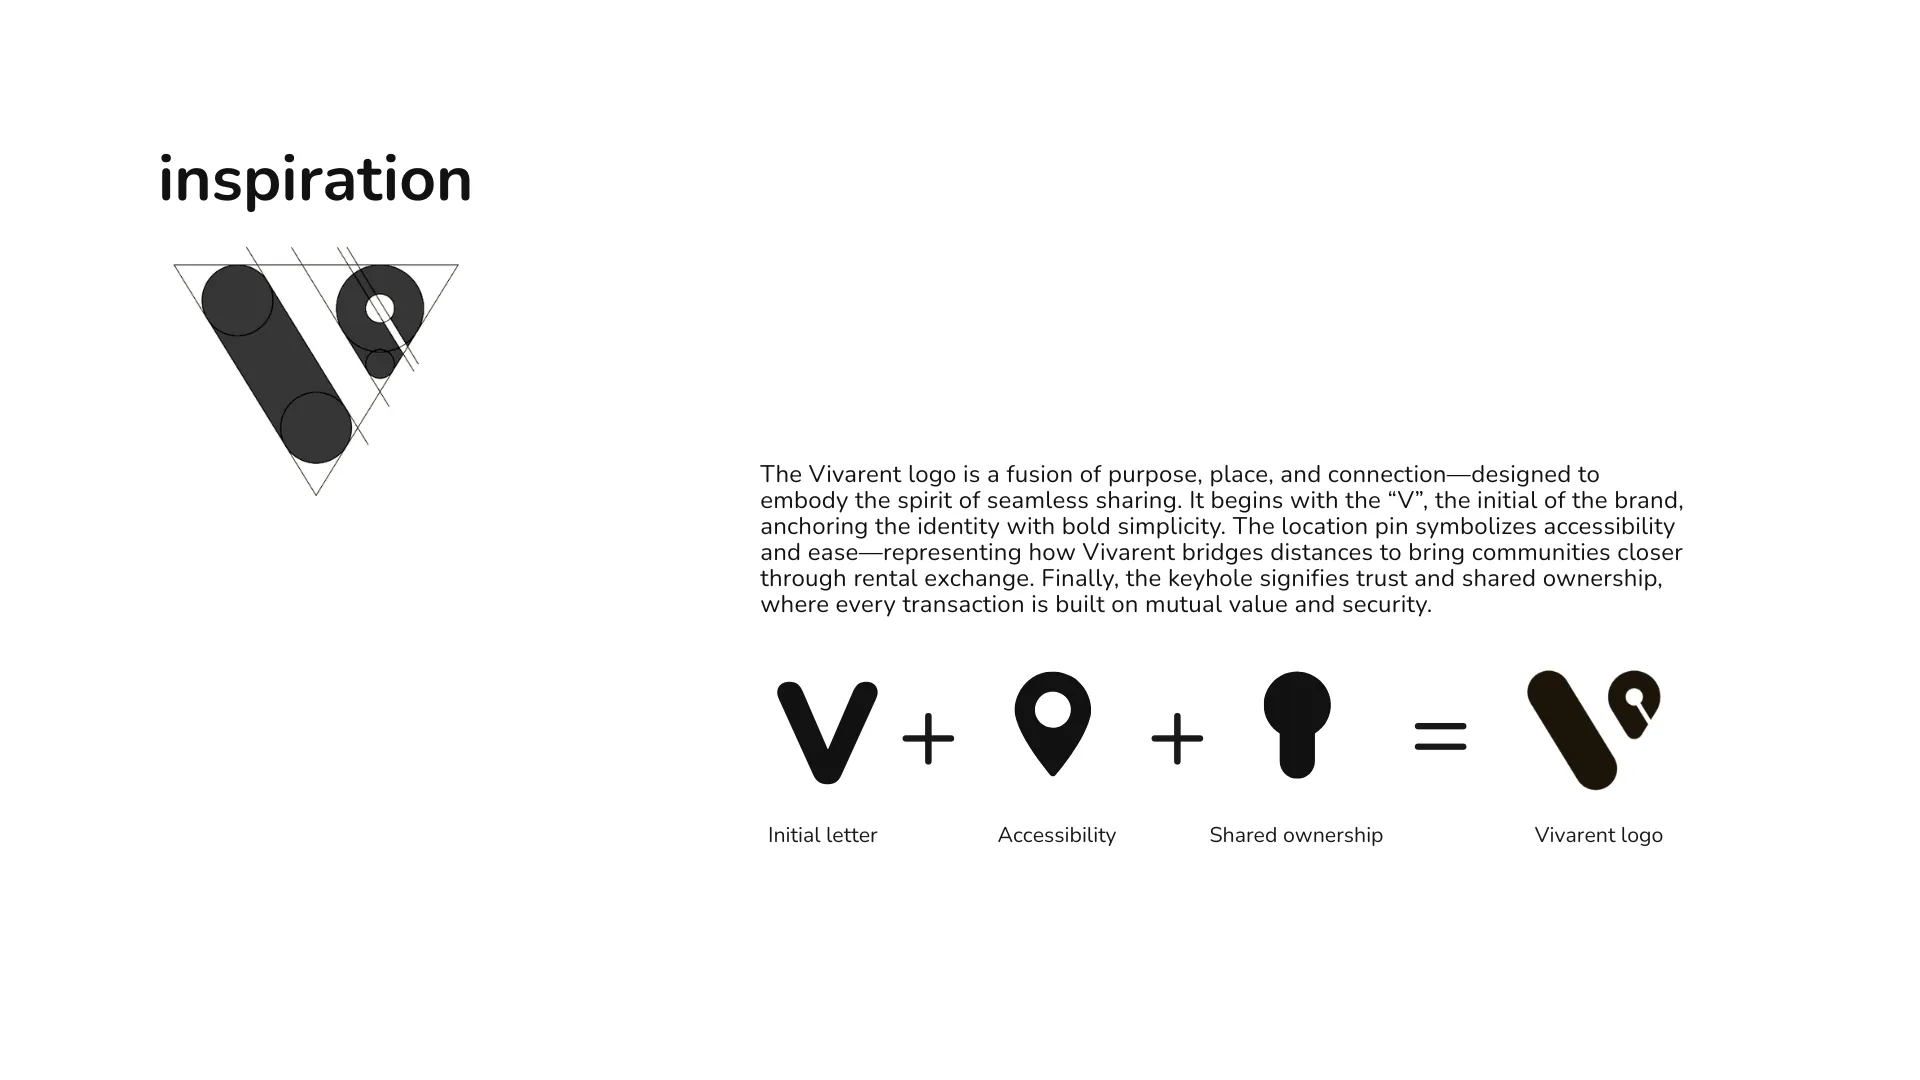 inspiration
The Vivarent logo is a fusion of purpose, place, and connection—designed to
embody the spirit of seamless sharing. It begins with the “V”, the initial of the brand,
anchoring the identity with bold simplicity. The location pin symbolizes accessibility
and ease—representing how Vivarent bridges distances to bring communities closer
through rental exchange. Finally, the keyhole signifies trust and shared ownership,
where every transaction is built on mutual value and security.
V + + =
Initial letter Accessibility Shared ownership Vivarent logo